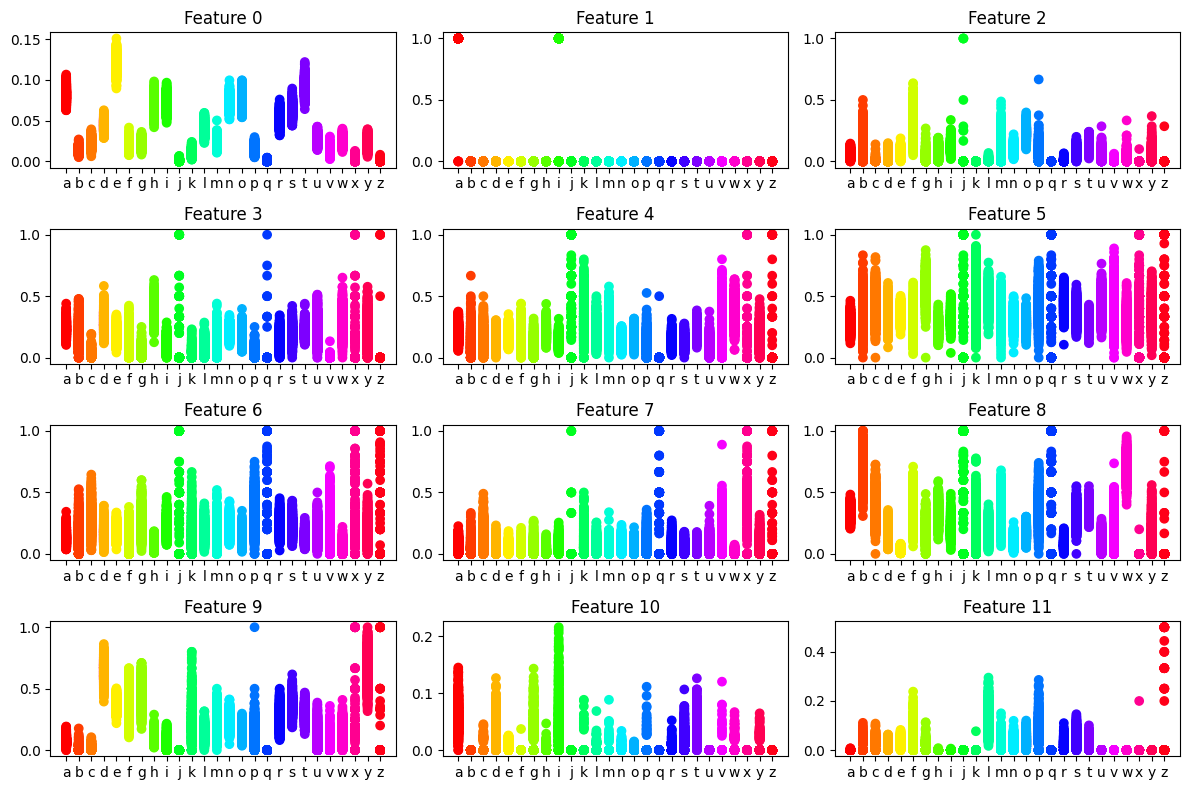 Feature 0 Feature 1 Feature 2
0.15 1.0 1.0
0.10
0.5 0.5
0.05
0.00 0.0 0.0
a b c d e f g h i j k l m n o p q r s t u v w x y z a b c d e f g h i j k l m n o p q r s t u v w x y z a b c d e f g h i j k l m n o p q r s t u v w x y z
Feature 3 Feature 4 Feature 5
1.0 1.0 1.0
0.5 0.5 0.5
0.0 0.0 0.0
a b c d e f g h i j k l m n o p q r s t u v w x y z a b c d e f g h i j k l m n o p q r s t u v w x y z a b c d e f g h i j k l m n o p q r s t u v w x y z
Feature 6 Feature 7 Feature 8
1.0 1.0 1.0
0.5 0.5 0.5
0.0 0.0 0.0
a b c d e f g h i j k l m n o p q r s t u v w x y z a b c d e f g h i j k l m n o p q r s t u v w x y z a b c d e f g h i j k l m n o p q r s t u v w x y z
Feature 9 Feature 10 Feature 11
1.0 0.2 0.4
0.5 0.1 0.2
0.0 0.0 0.0
a b c d e f g h i j k l m n o p q r s t u v w x y z a b c d e f g h i j k l m n o p q r s t u v w x y z a b c d e f g h i j k l m n o p q r s t u v w x y z